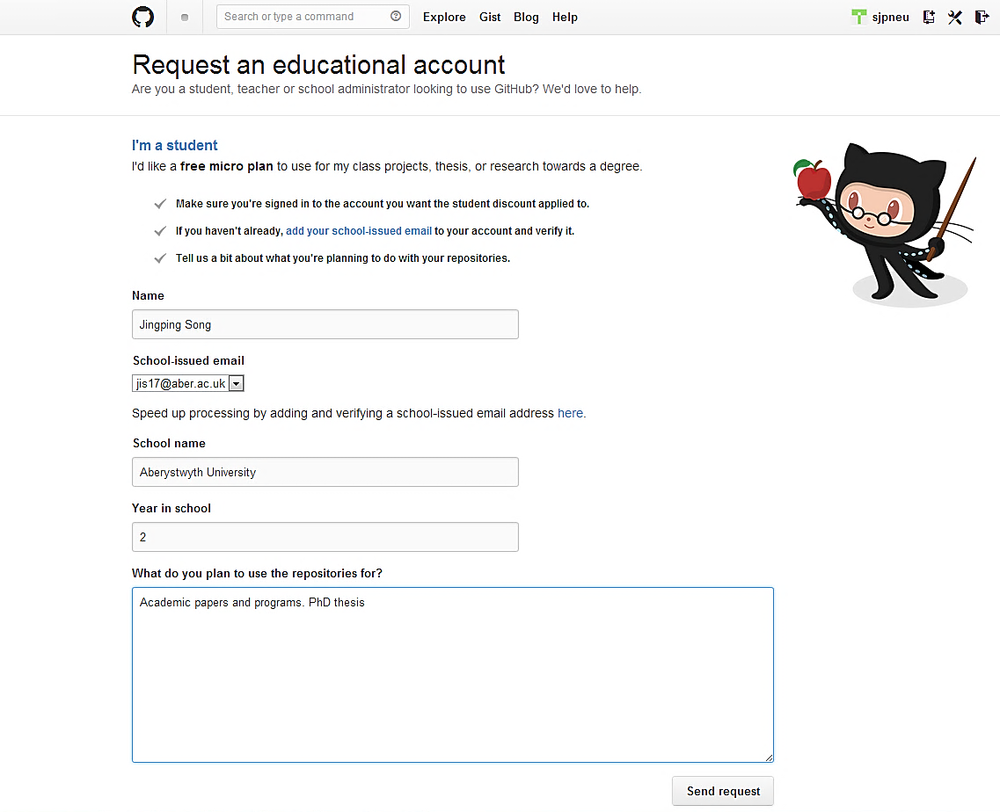 Search or type a command
Explore Gist Blog Help
sjpneu
Request an educational account
Are you a student, teacher or school administrator looking to use GitHub? We'd love to help.
I'm a student
I'd like a free micro plan to use for my class projects, thesis, or research towards a degree.
Make sure you're signed in to the account you want the student discount applied to.
If you haven't already, add your school-issued email to your account and verify it.
Tell us a bit about what you're planning to do with your repositories.
Name
Jingping Song
School-issued email
jis17@aber.ac.uk
Speed up processing by adding and verifying a school-issued email address here.
School name
Aberystwyth University
Year in school
2
What do you plan to use the repositories for?
Academic papers and programs. PhD thesis
Send request